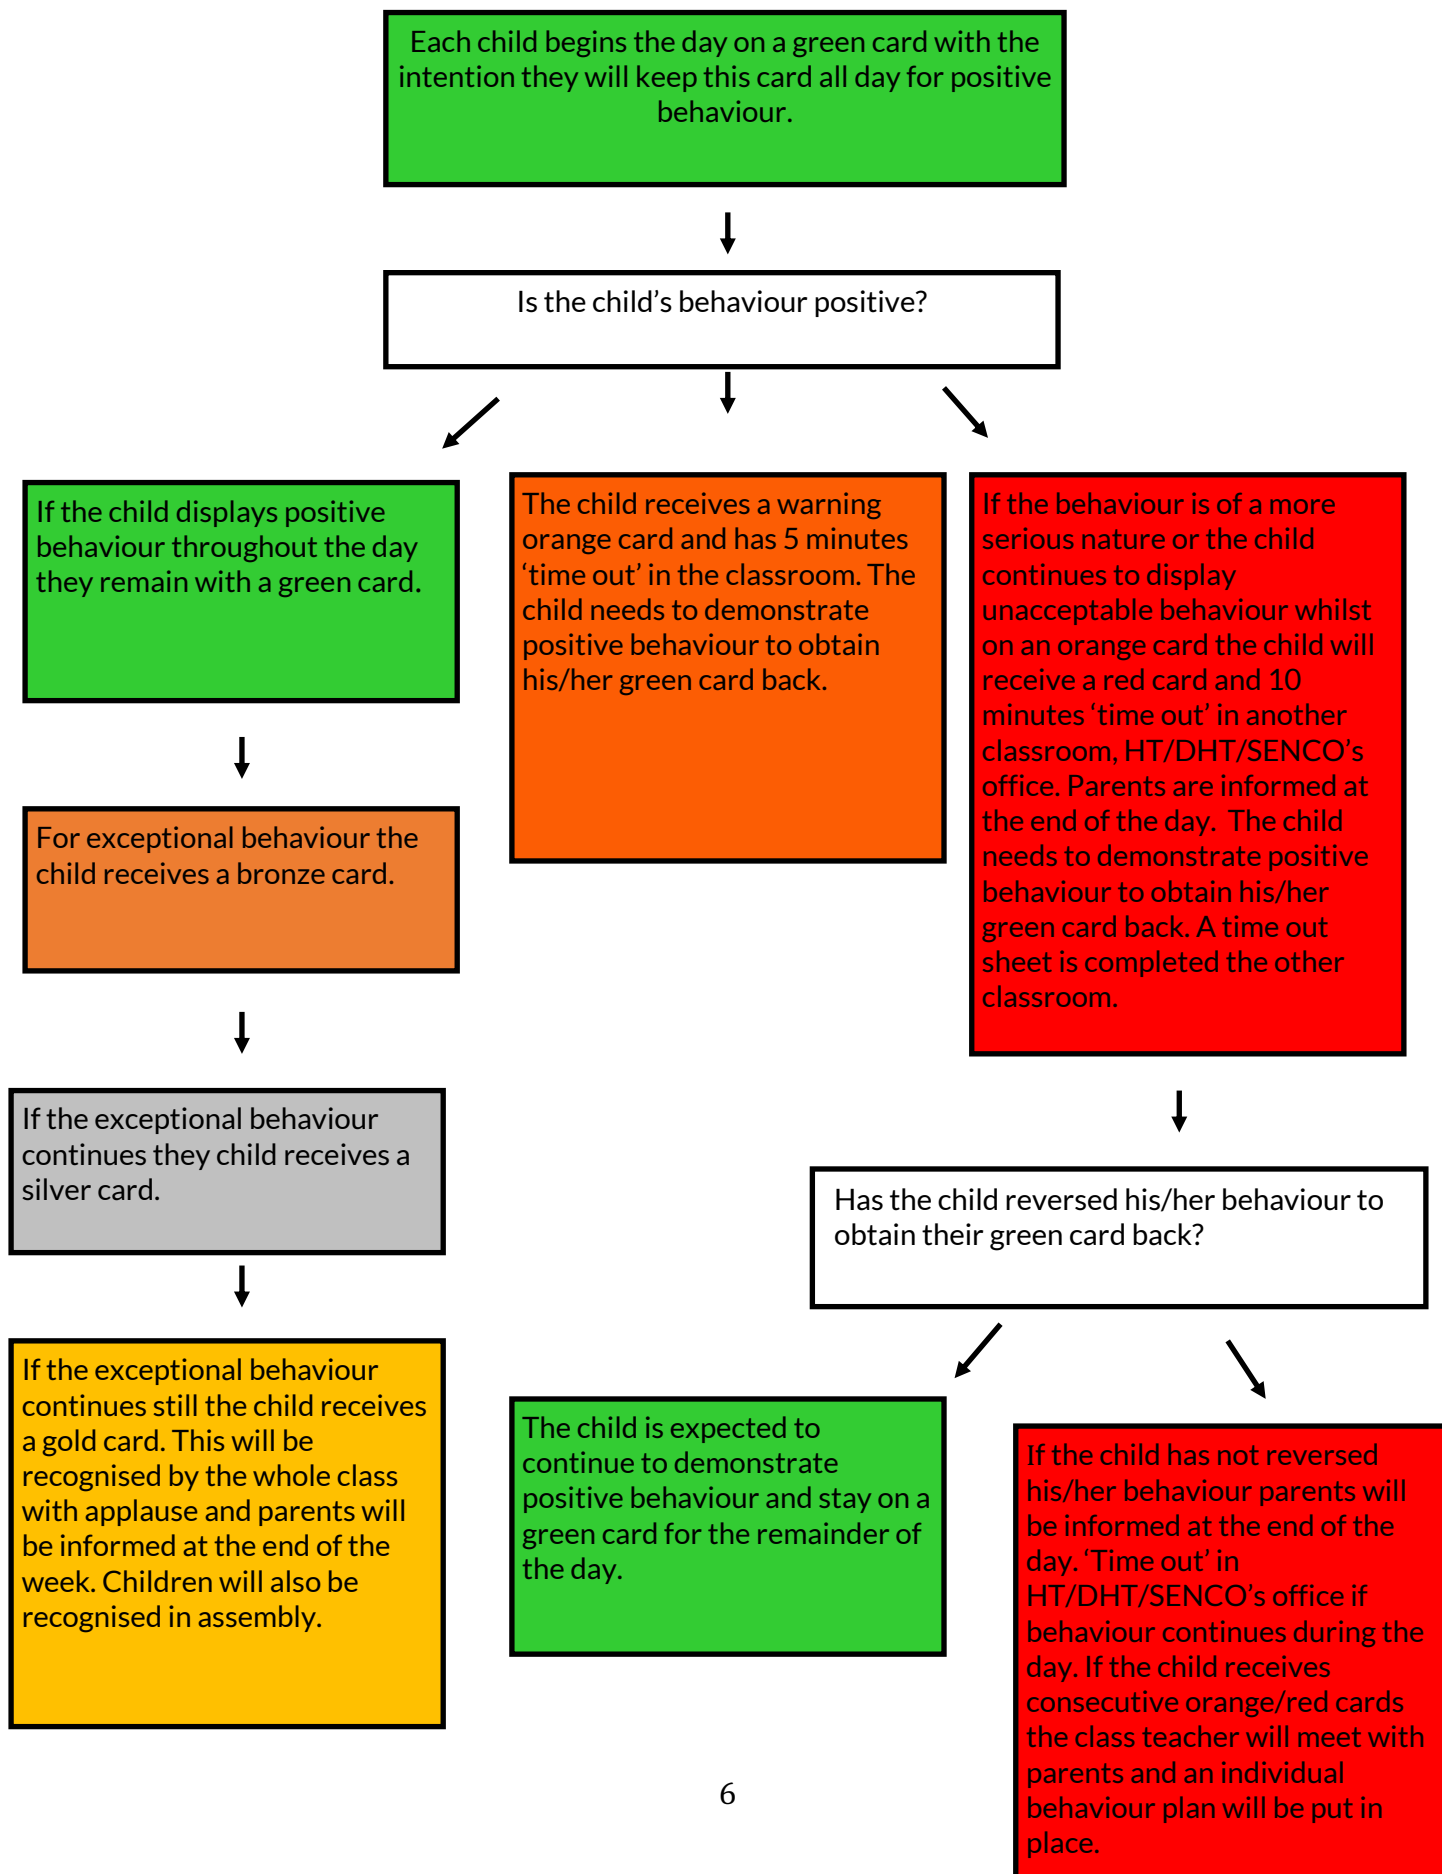 Each child begins the day on a green card with the
intention they will keep this card all day for positive
behaviour.
Is the child’s behaviour positive?
If the child displays positive
behaviour throughout the day
they remain with a green card.
The child receives a warning
orange card and has 5 minutes
‘time out’ in the classroom. The
child needs to demonstrate
positive behaviour to obtain
his/her green card back.
If the behaviour is of a more
serious nature or the child
continues to display
unacceptable behaviour whilst
on an orange card the child will
receive a red card and 10
minutes ‘time out’ in another
classroom, HT/DHT/SENCO’s
office. Parents are informed at
the end of the day.  The child
needs to demonstrate positive
behaviour to obtain his/her
green card back. A time out
sheet is completed the other
classroom.
For exceptional behaviour the
child receives a bronze card.
If the exceptional behaviour
continues they child receives a
silver card.
Has the child reversed his/her behaviour to
obtain their green card back?
If the exceptional behaviour
continues still the child receives
a gold card. This will be
recognised by the whole class
with applause and parents will
be informed at the end of the
week. Children will also be
recognised in assembly.
The child is expected to
continue to demonstrate
positive behaviour and stay on a
green card for the remainder of
the day.
If the child has not reversed
his/her behaviour parents will
be informed at the end of the
day. ‘Time out’ in
HT/DHT/SENCO’s office if
behaviour continues during the
day. If the child receives
consecutive orange/red cards
the class teacher will meet with
parents and an individual
behaviour plan will be put in
place.
6